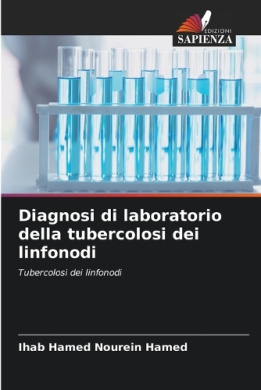 EDIZIONI
SAPIENZA
Diagnosi di laboratorio
della tubercolosi dei
linfonodi
Tubercolosi dei linfonodi
Ihab Hamed Nourein Hamed